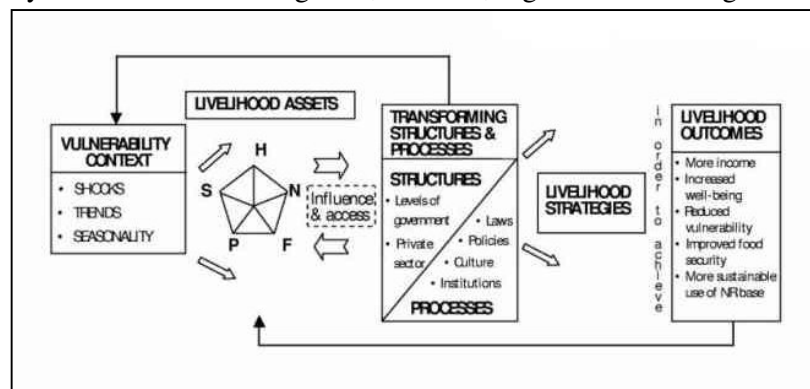 LIVELIHOOD ASSETS
VULNERABILITY
CONTEXT
• SHOCKS
• TRENDS
• SEASONALITY
H
S
N
P
F
Influence
& access
TRANSFORMING
STRUCTURES &
PROCESSES
STRUCTURES
• Levels of
government
• Private
sector
• Laws
• Policies
• Culture
• Institutions
PROCESSES
LIVELIHOOD
STRATEGIES
in order to achieve
LIVELIHOOD
OUTCOMES
• More income
• Increased
well-being
• Reduced
vulnerability
• Improved food
security
• More sustainable
use of NR base